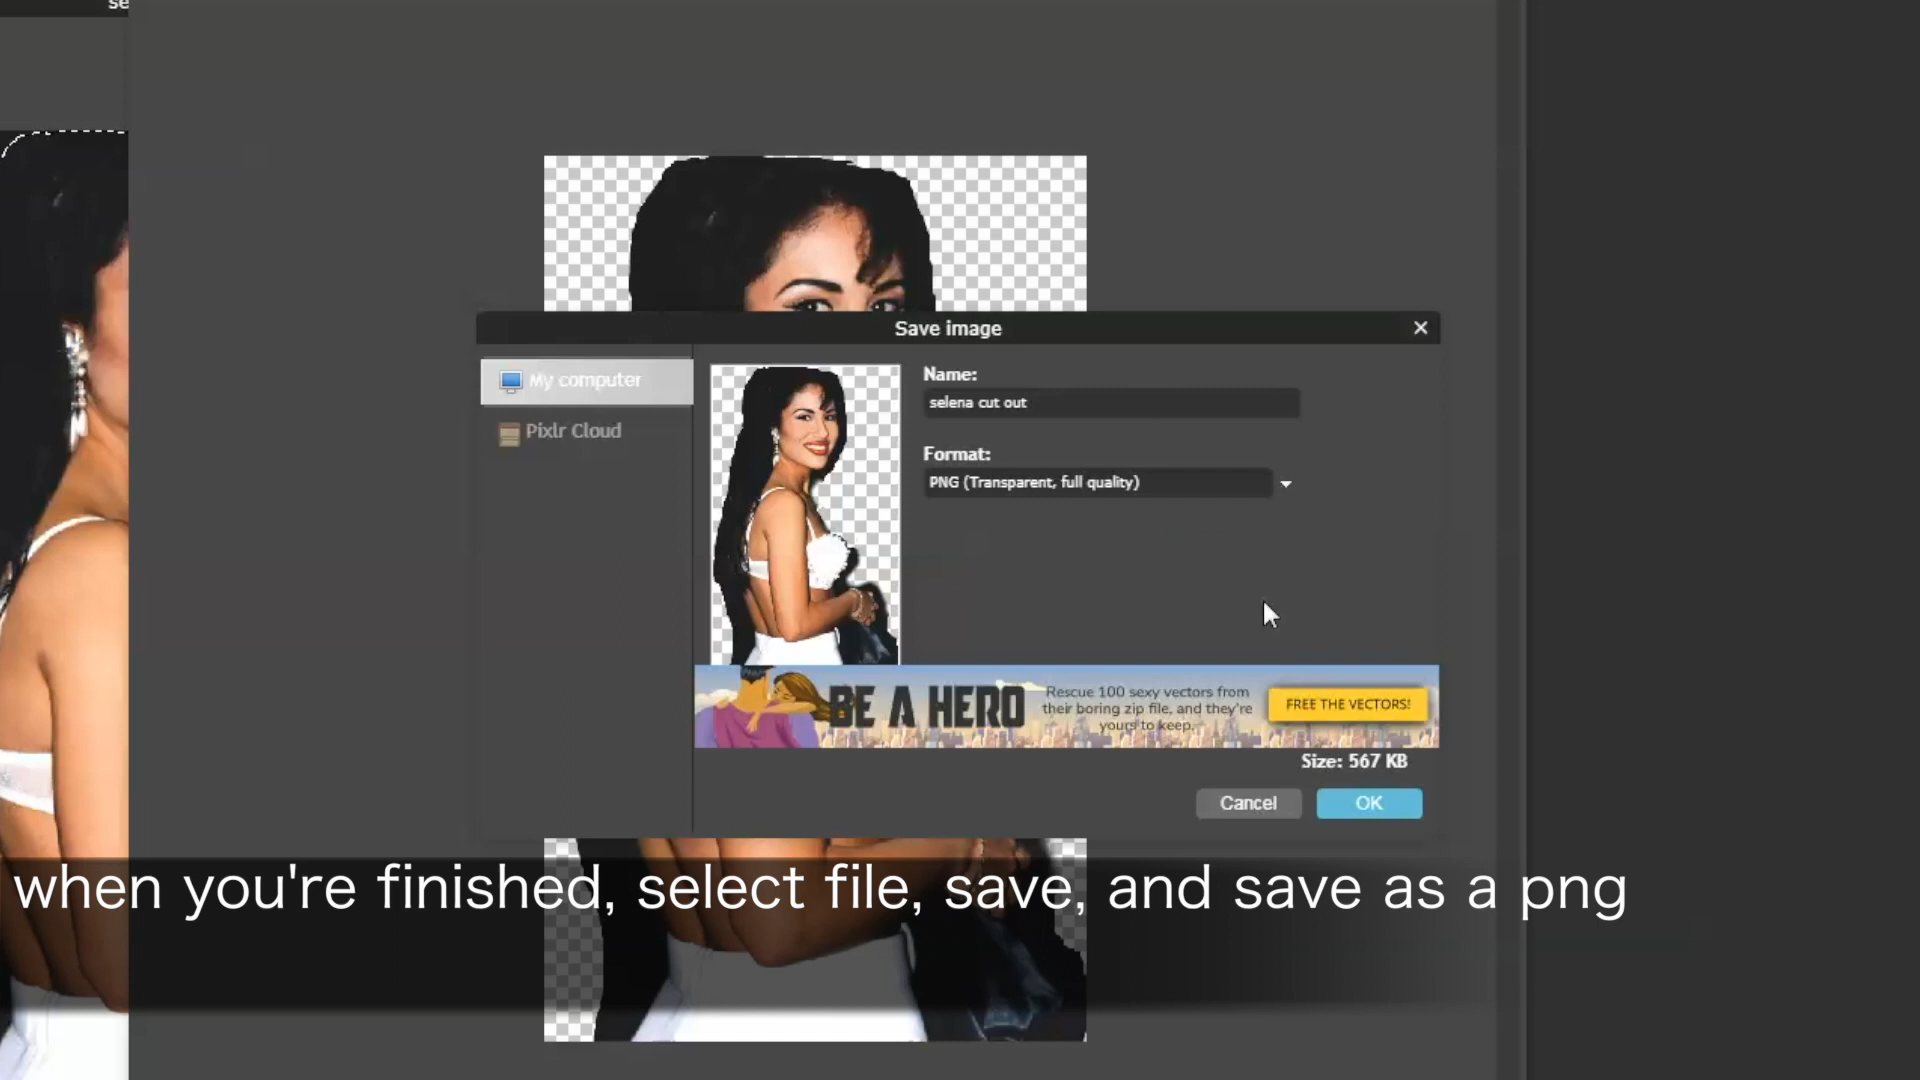 se
Save image
My computer
Pixlr Cloud
Name:
selena cut out
Format:
PNG (Transparent, full quality)
BE A HERO
Rescue 100 sexy vectors from
their boring zip file, and they're
yours to keep.
FREE THE VECTORS!
Size: 567 KB
Cancel
OK
when you're finished, select file, save, and save as a png